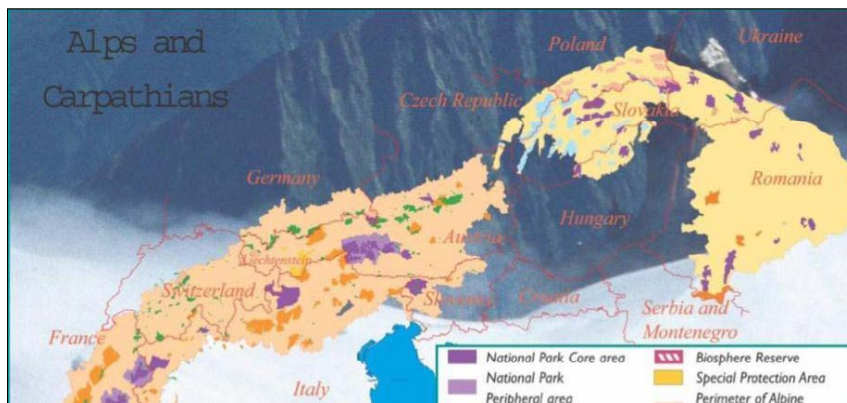 Alps and
Carpathians
Poland
Ukraine
Czech Republic
Slovakia
Germany
Romania
Hungary
Austria
Liechtenstein
Switzerland
Slovenia
Croatia
Serbia and
Montenegro
France
Italy
National Park Core area
National Park
Peripheral area
Biosphere Reserve
Special Protection Area
Perimeter of Alpine